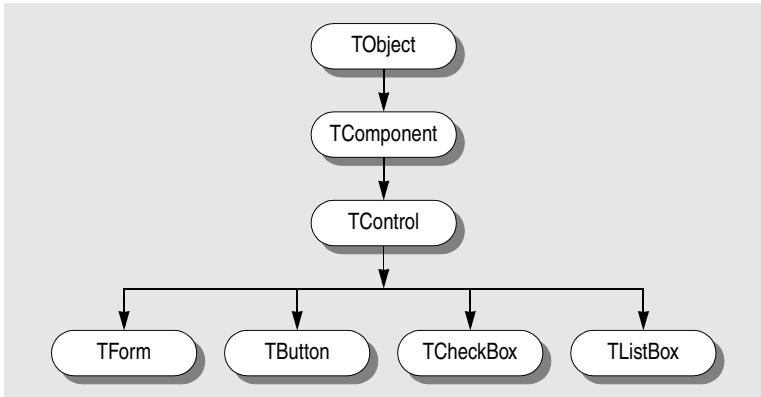 TObject
TComponent
TControl
TForm
TButton
TCheckBox
TListBox